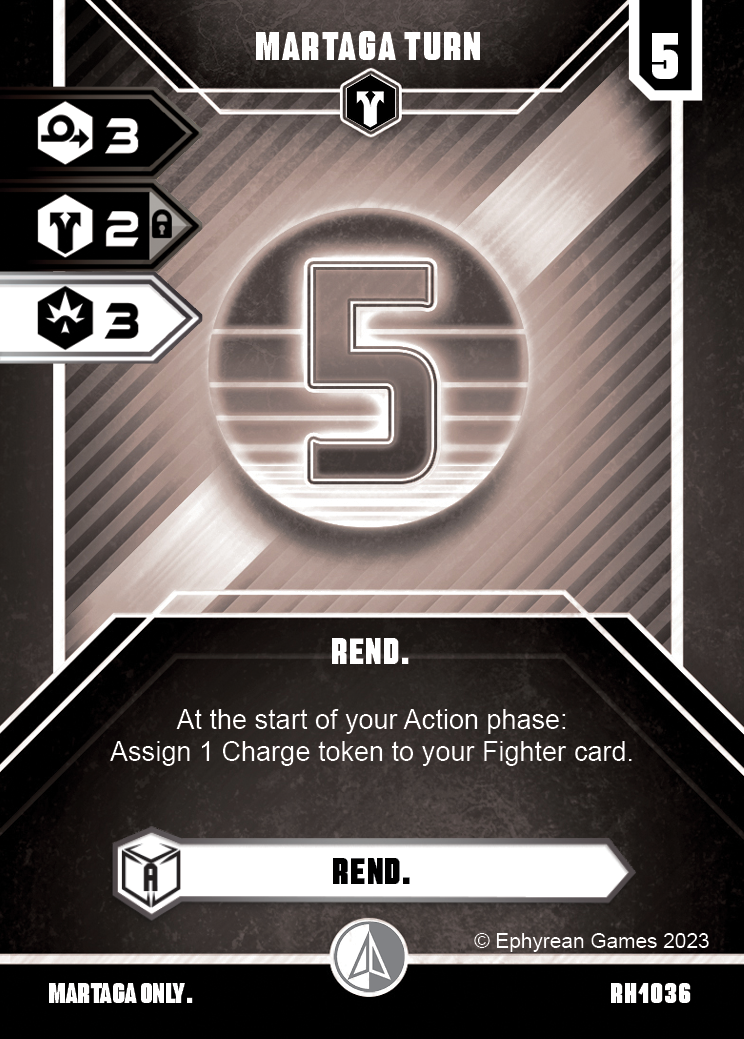 MARTAGA TURN
5
3
2
3
5
REND.
At the start of your Action phase:
Assign 1 Charge token to your Fighter card.
A
REND.
© Ephyrean Games 2023
MARTAGA ONLY.
RH1036